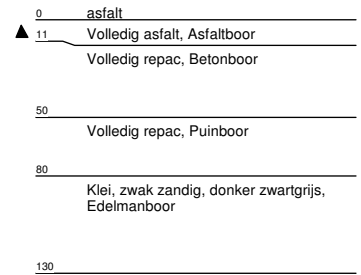 0 asfalt
11 Volledig asfalt, Asfaltboor
Volledig repac, Betonboor
50
Volledig repac, Puinboor
80
Klei, zwak zandig, donker zwartgrijs,
Edelmanboor
130